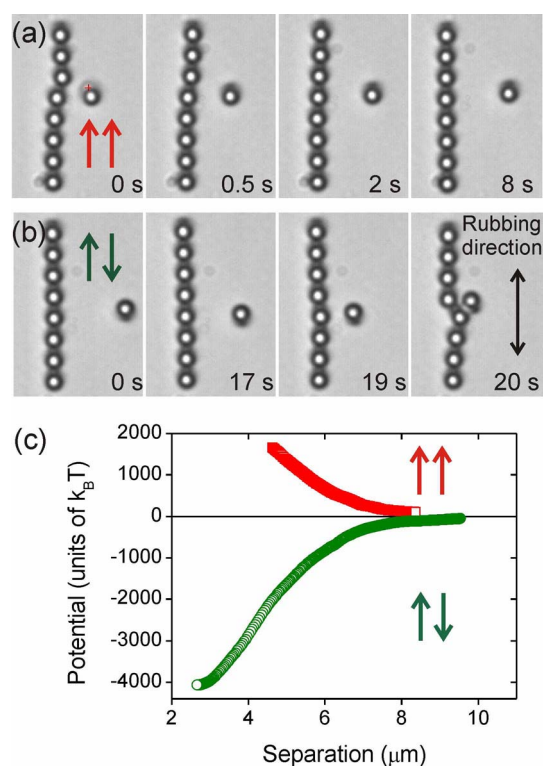 (a)
0 s
0.5 s
2 s
8 s
(b)
Rubbing
direction
0 s
17 s
19 s
20 s
(c)
2000
1000
0
-1000
-2000
-3000
-4000
Potential (units of k_BT)
2
4
6
8
10
Separation (μm)